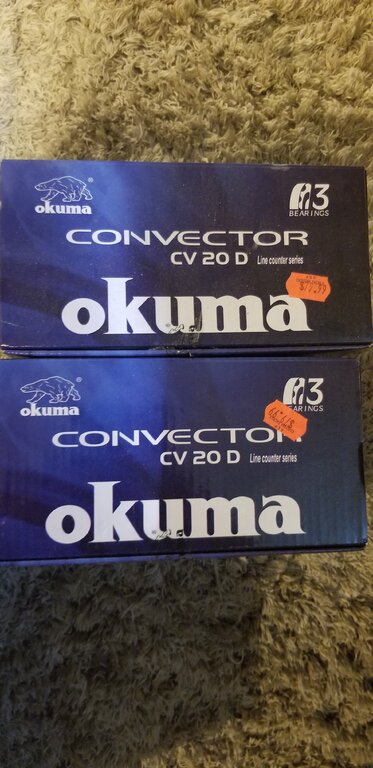 okuma®
3
BEARINGS
CONVECTOR
CV 20 D Line counter series
okuma
okuma®
3
BEARINGS
CONVECTOR
CV 20 D Line counter series
okuma